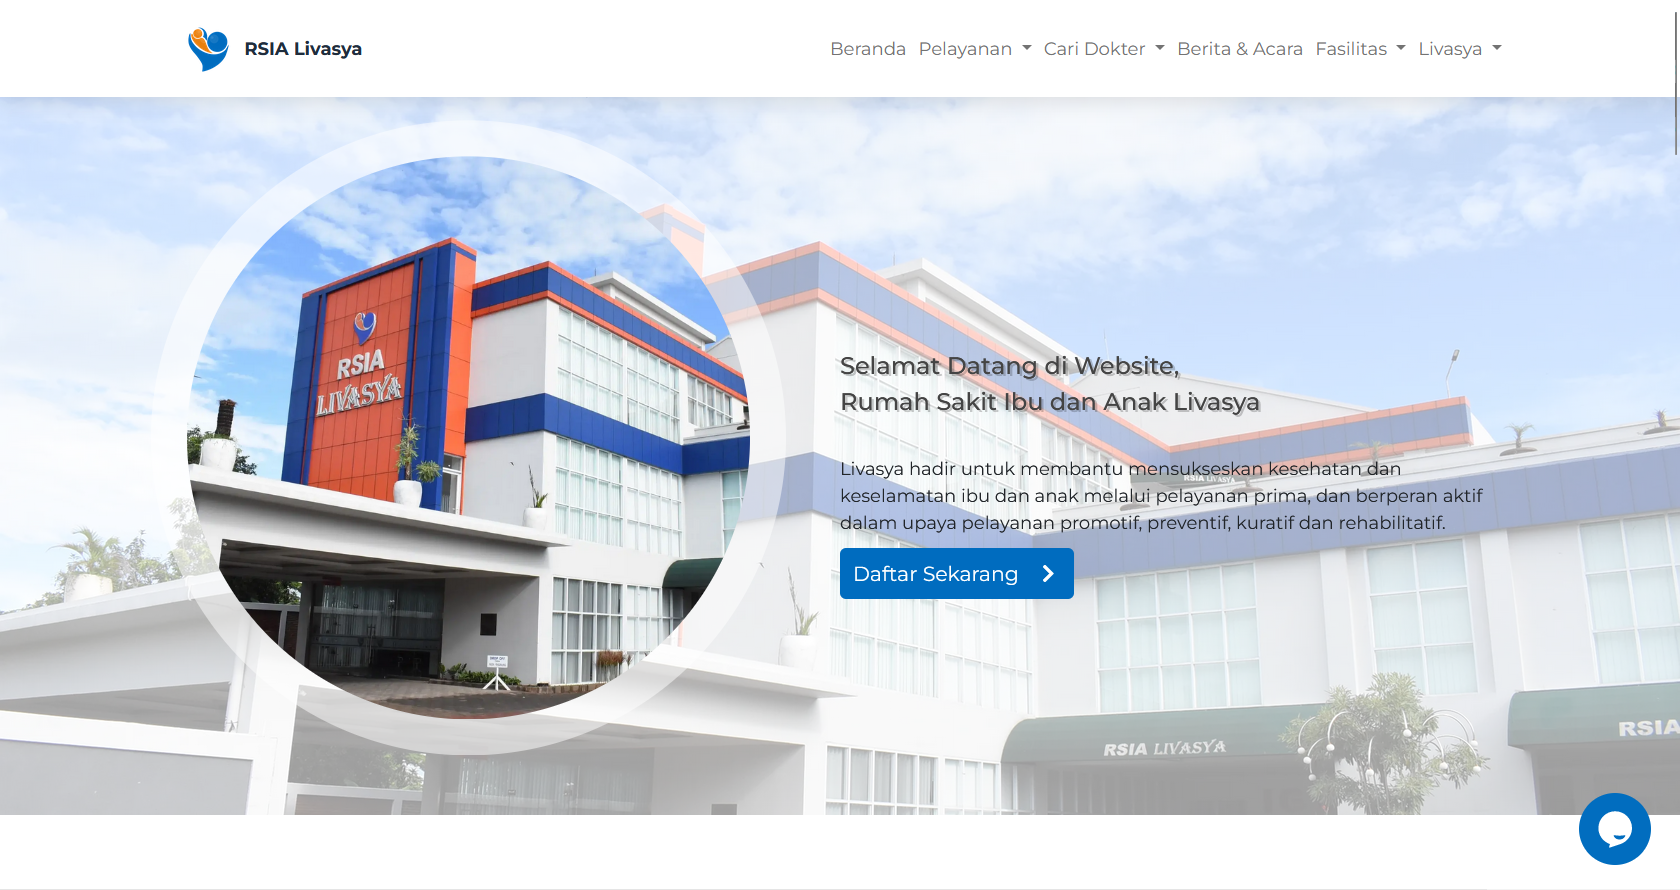 RSIA Livasya
Beranda Pelayanan Cari Dokter Berita & Acara Fasilitas Livasya
RSIA
LIVASYA
Selamat Datang di Website,
Rumah Sakit Ibu dan Anak Livasya
Livasya hadir untuk membantu mensukseskan kesehatan dan
keselamatan ibu dan anak melalui pelayanan prima, dan berperan aktif
dalam upaya pelayanan promotif, preventif, kuratif dan rehabilitatif.
RSIA LIVASYA
Daftar Sekarang
RSIA LIVASYA
RSIA